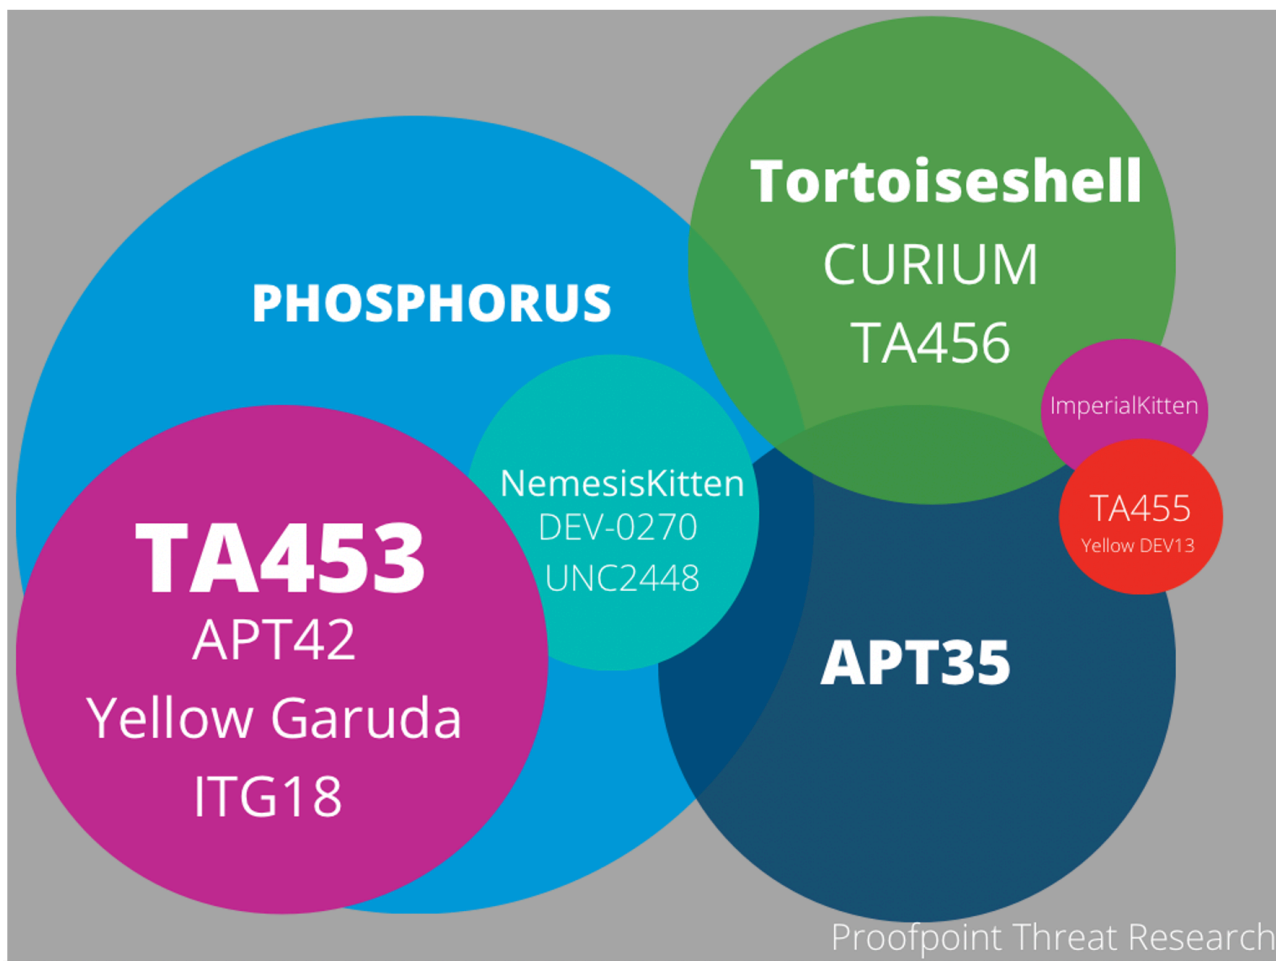 Tortoiseshell
CURIUM
TA456
PHOSPHORUS
ImperialKitten
NemesisKitten
DEV-0270
UNC2448
TA455
Yellow DEV13
TA453
APT42
Yellow Garuda
ITG18
APT35
Proofpoint Threat Research